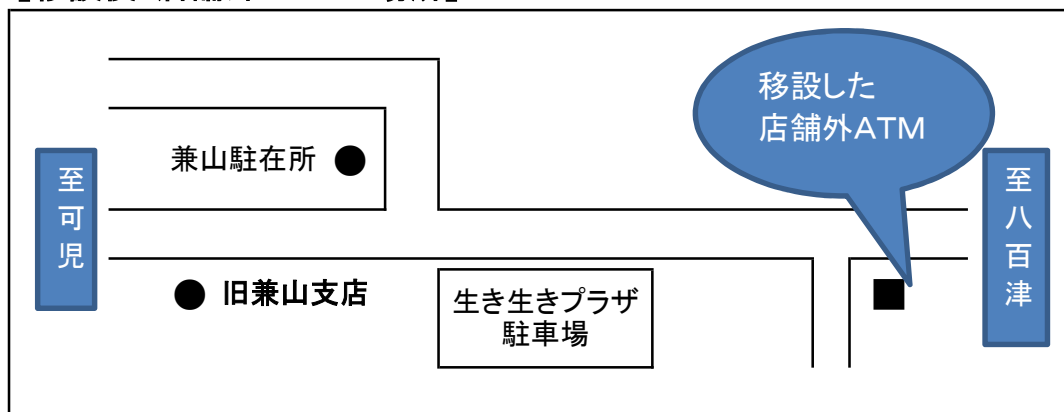 移設した
店舗外ATM
兼山駐在所
至可児
至八百津
旧兼山支店
生き生きプラザ
駐車場